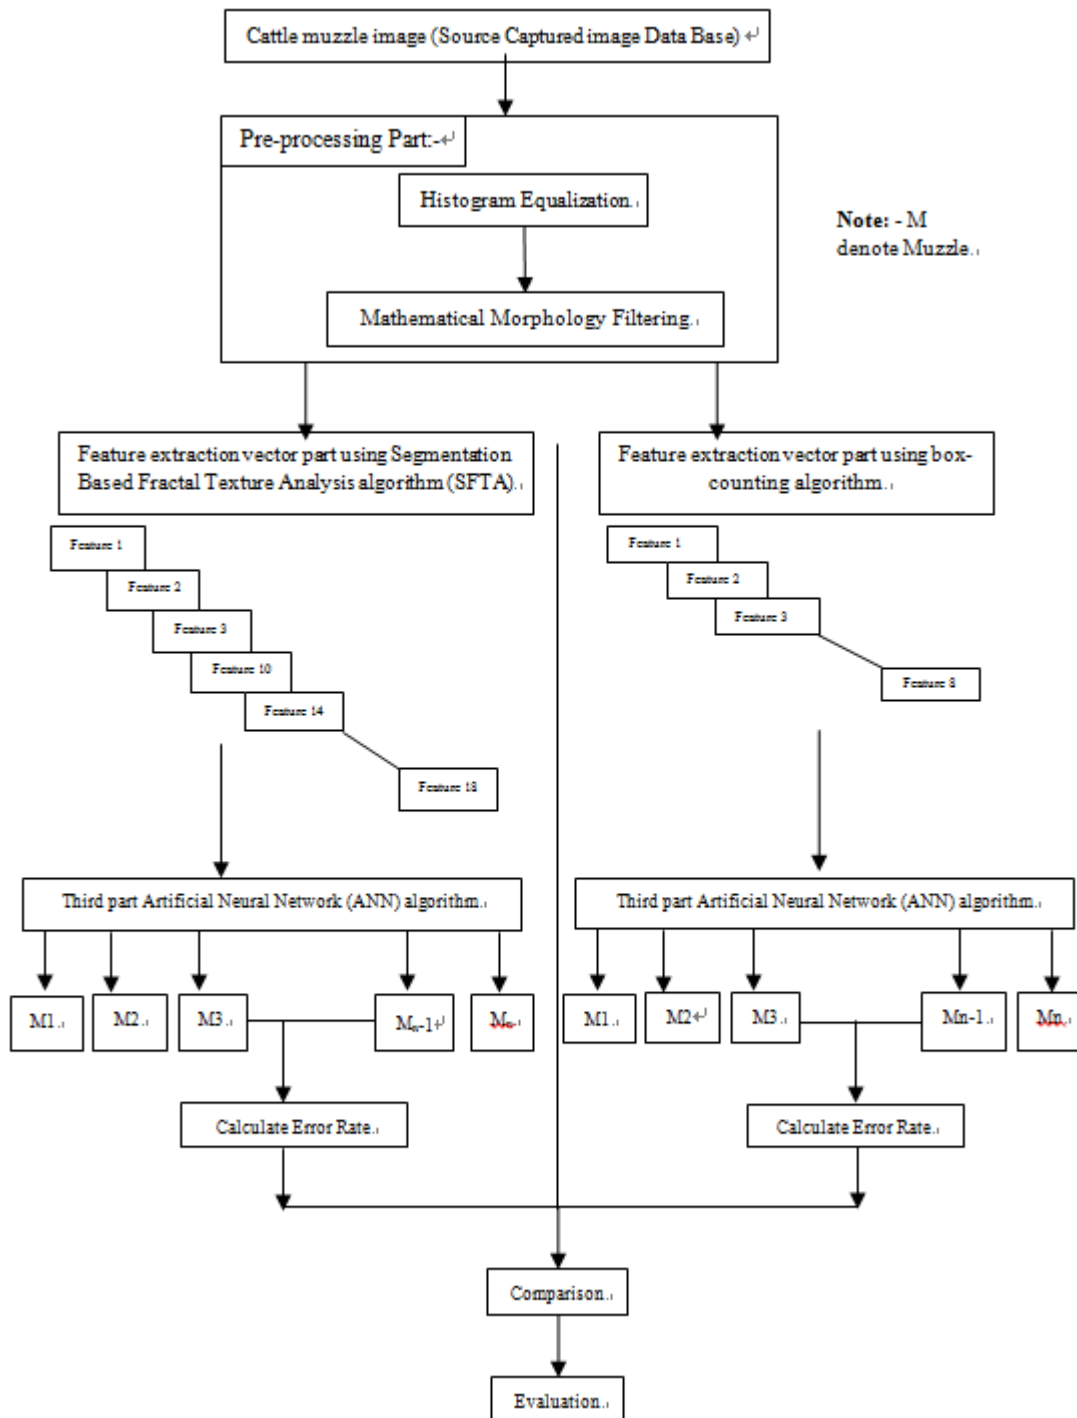 Cattle muzzle image (Source Captured image Data Base)
Pre-processing Part:-
Histogram Equalization.
Note: - M
denote Muzzle.
Mathematical Morphology Filtering.
Feature extraction vector part using Segmentation
Based Fractal Texture Analysis algorithm (SFTA).
Feature 1
Feature 2
Feature 3
Feature 10
Feature 14
Feature 18
Feature extraction vector part using box-
counting algorithm.
Feature 1
Feature 2
Feature 3
Feature 8
Third part Artificial Neural Network (ANN) algorithm.
M1.
M2.
M3.
Mn-1
Mn
Calculate Error Rate.
Third part Artificial Neural Network (ANN) algorithm.
M1.
M2
M3.
Mn-1.
Mn.
Calculate Error Rate.
Comparison.
Evaluation.